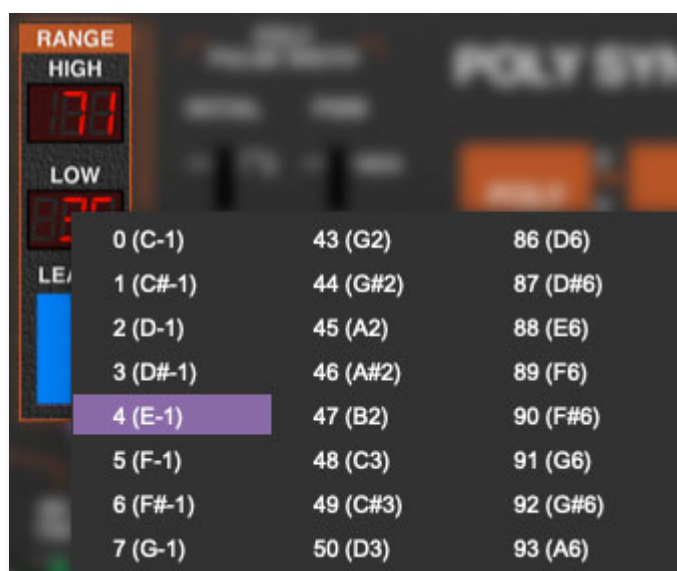 RANGE
HIGH
71
LOW
0 (C-1) 43 (G2) 86 (D6)
1 (C#-1) 44 (G#2) 87 (D#6)
2 (D-1) 45 (A2) 88 (E6)
3 (D#-1) 46 (A#2) 89 (F6)
4 (E-1) 47 (B2) 90 (F#6)
5 (F-1) 48 (C3) 91 (G6)
6 (F#-1) 49 (C#3) 92 (G#6)
7 (G-1) 50 (D3) 93 (A6)